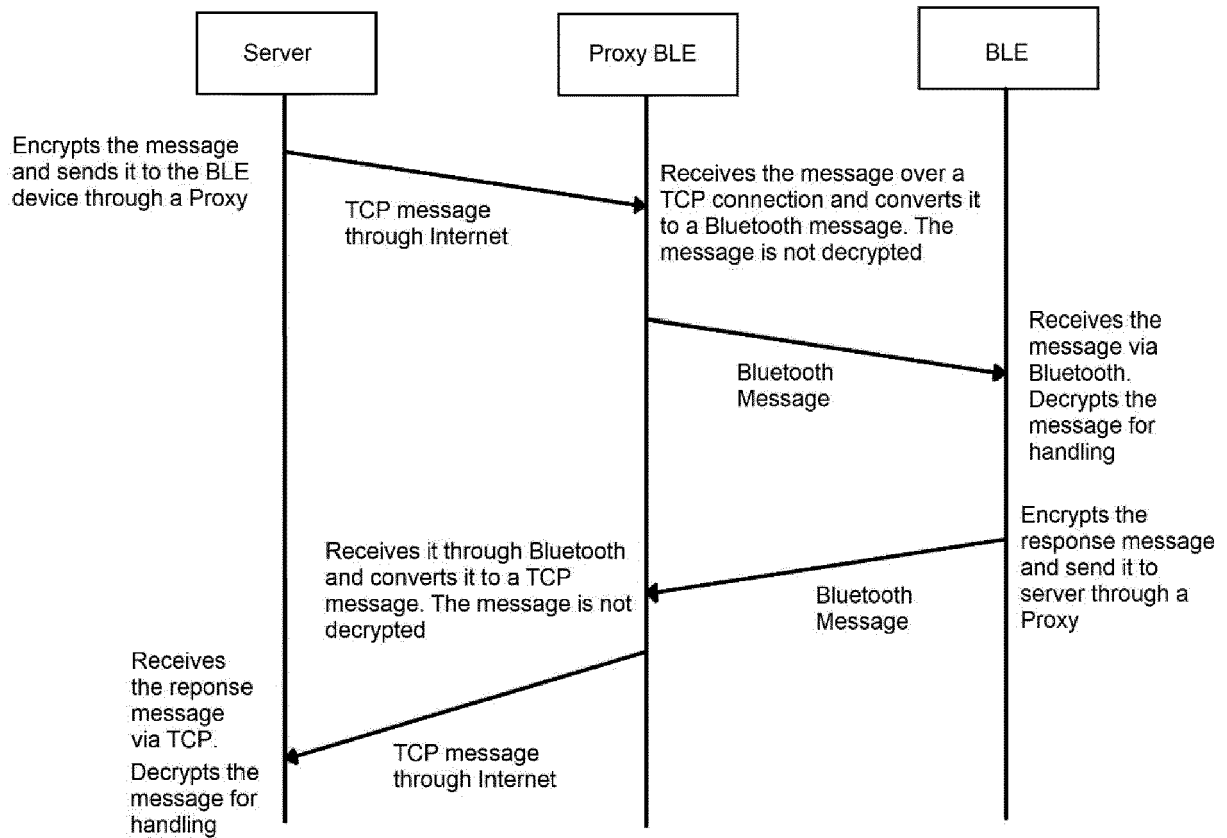 Server
Proxy BLE
BLE
Encrypts the message
and sends it to the BLE
device through a Proxy
TCP message
through Internet
Receives the message over a
TCP connection and converts it
to a Bluetooth message. The
message is not decrypted
Bluetooth
Message
Receives the
message via
Bluetooth.
Decrypts the
message for
handling
Encrypts the
response message
and send it to
server through a
Proxy
Bluetooth
Message
Receives it through Bluetooth
and converts it to a TCP
message. The message is not
decrypted
TCP message
through Internet
Receives
the reponse
message
via TCP.
Decrypts the
message for
handling